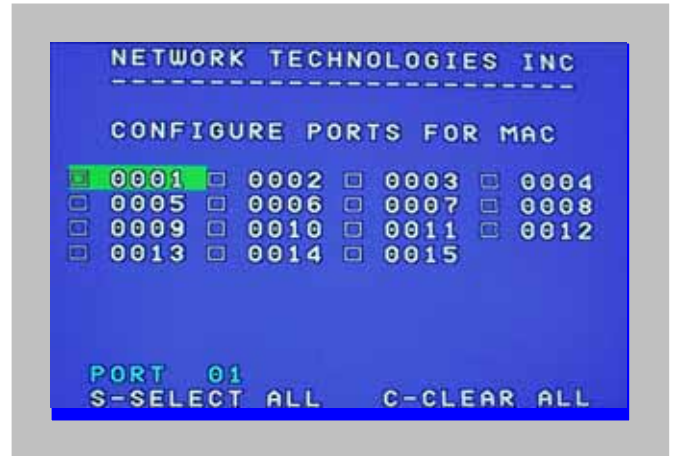 NETWORK TECHNOLOGIES INC
------------------------
CONFIGURE PORTS FOR MAC
0001 0002 0003 0004
0005 0006 0007 0008
0009 0010 0011 0012
0013 0014 0015
PORT 01
S-SELECT ALL C-CLEAR ALL